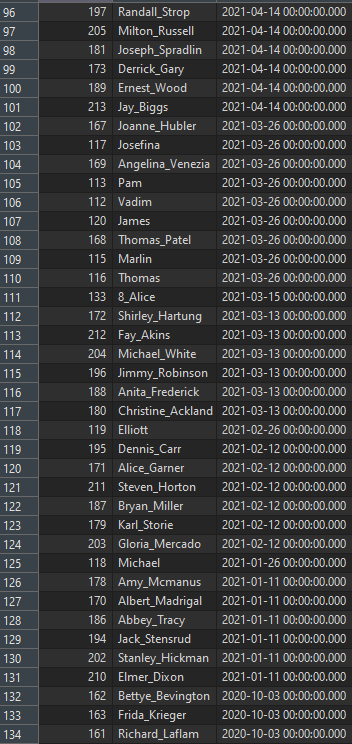 96 197 Randall_Strop 2021-04-14 00:00:00.000
97 205 Milton_Russell 2021-04-14 00:00:00.000
98 181 Joseph_Spradlin 2021-04-14 00:00:00.000
99 173 Derrick_Gary 2021-04-14 00:00:00.000
100 189 Ernest_Wood 2021-04-14 00:00:00.000
101 213 Jay_Biggs 2021-04-14 00:00:00.000
102 167 Joanne_Hubler 2021-03-26 00:00:00.000
103 117 Josefina 2021-03-26 00:00:00.000
104 169 Angelina_Venezia 2021-03-26 00:00:00.000
105 113 Pam 2021-03-26 00:00:00.000
106 112 Vadim 2021-03-26 00:00:00.000
107 120 James 2021-03-26 00:00:00.000
108 168 Thomas_Patel 2021-03-26 00:00:00.000
109 115 Marlin 2021-03-26 00:00:00.000
110 116 Thomas 2021-03-26 00:00:00.000
111 133 8_Alice 2021-03-15 00:00:00.000
112 172 Shirley_Hartung 2021-03-13 00:00:00.000
113 212 Fay_Akins 2021-03-13 00:00:00.000
114 204 Michael_White 2021-03-13 00:00:00.000
115 196 Jimmy_Robinson 2021-03-13 00:00:00.000
116 188 Anita_Frederick 2021-03-13 00:00:00.000
117 180 Christine_Ackland 2021-03-13 00:00:00.000
118 119 Elliott 2021-02-26 00:00:00.000
119 195 Dennis_Carr 2021-02-12 00:00:00.000
120 171 Alice_Garner 2021-02-12 00:00:00.000
121 211 Steven_Horton 2021-02-12 00:00:00.000
122 187 Bryan_Miller 2021-02-12 00:00:00.000
123 179 Karl_Storie 2021-02-12 00:00:00.000
124 203 Gloria_Mercado 2021-02-12 00:00:00.000
125 118 Michael 2021-01-26 00:00:00.000
126 178 Amy_Mcmanus 2021-01-11 00:00:00.000
127 170 Albert_Madrigal 2021-01-11 00:00:00.000
128 186 Abbey_Tracy 2021-01-11 00:00:00.000
129 194 Jack_Stensrud 2021-01-11 00:00:00.000
130 202 Stanley_Hickman 2021-01-11 00:00:00.000
131 210 Elmer_Dixon 2021-01-11 00:00:00.000
132 162 Bettye_Bevington 2020-10-03 00:00:00.000
133 163 Frida_Krieger 2020-10-03 00:00:00.000
134 161 Richard_Laflam 2020-10-03 00:00:00.000